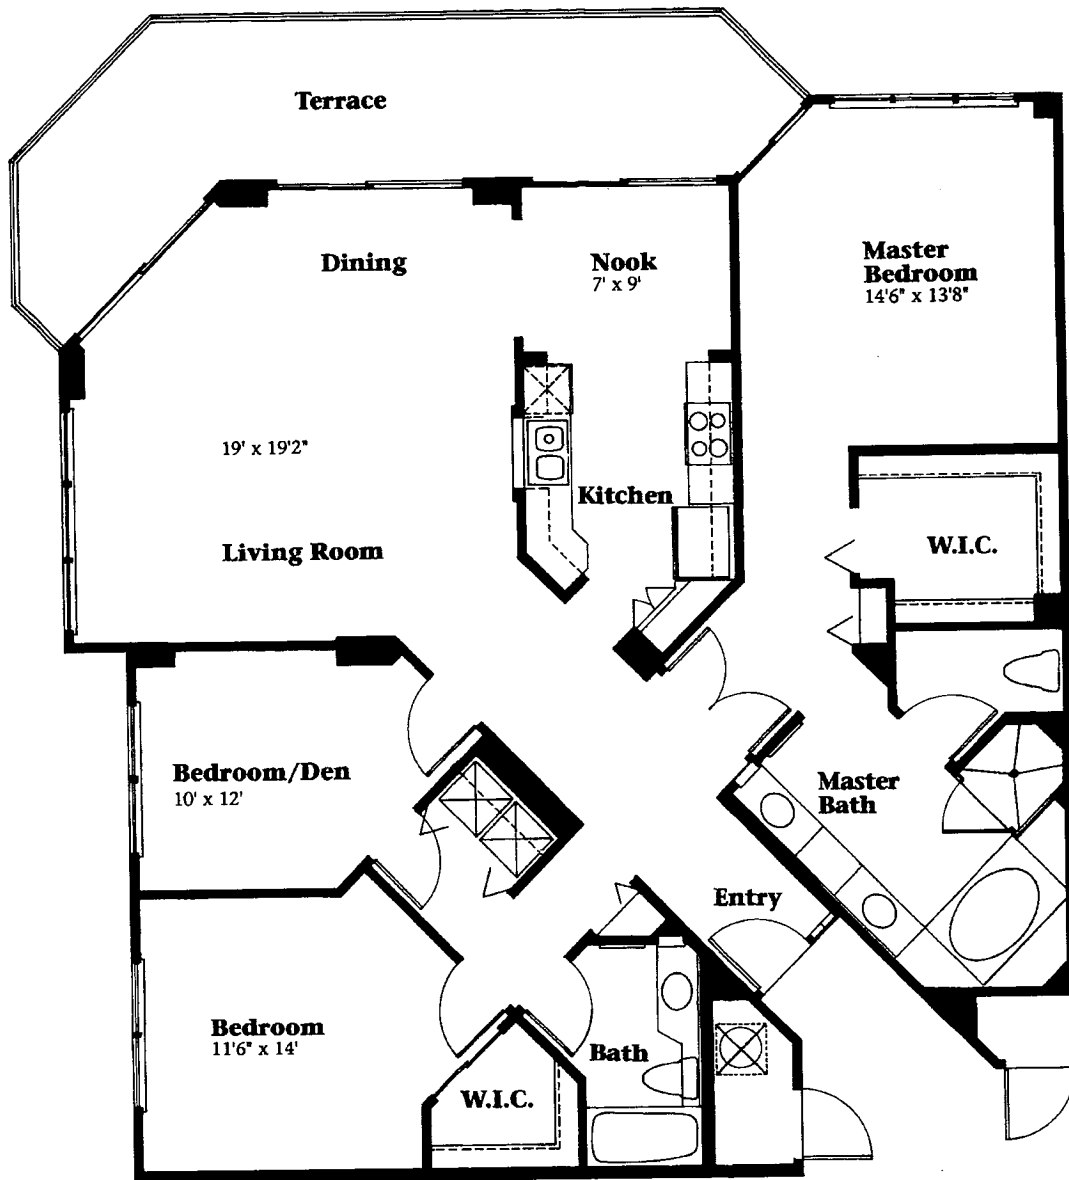 Terrace
Dining
Nook
7' x 9'
Master
Bedroom
14'6" x 13'8"
19' x 19'2"
Kitchen
Living Room
W.I.C.
Bedroom/Den
10' x 12'
Master
Bath
Entry
Bedroom
11'6" x 14'
Bath
W.I.C.